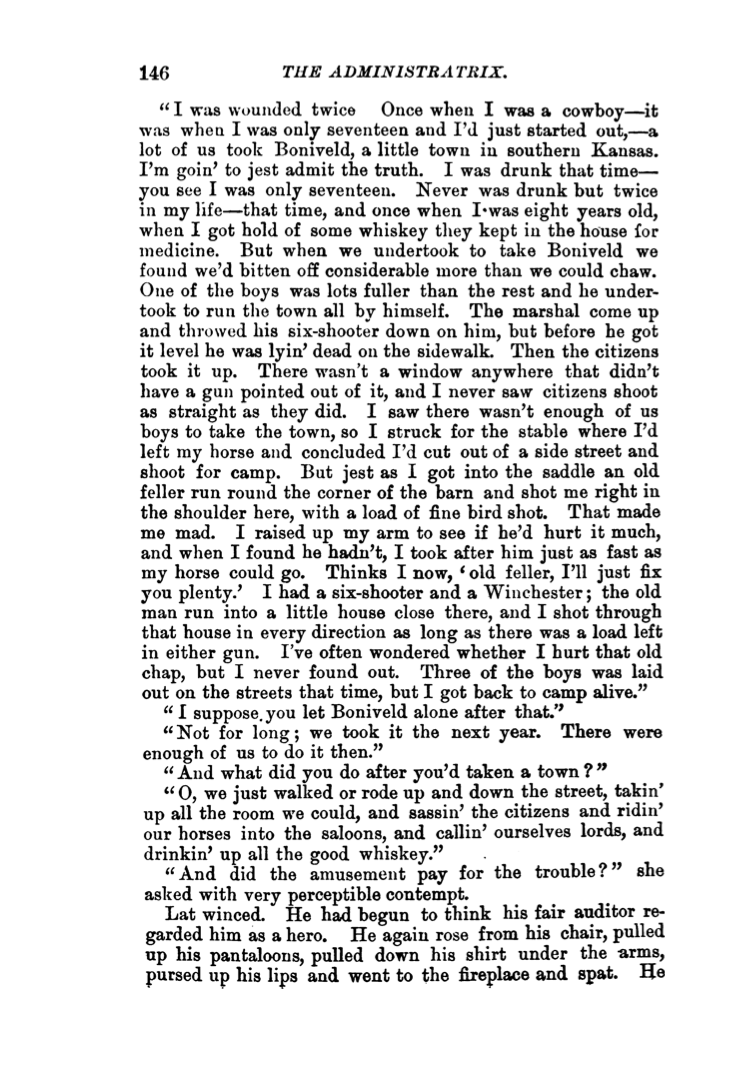 146 THE ADMINISTRATRIX.
“I was wounded twice Once when I was a cowboy—it
was when I was only seventeen and I’d just started out,—a
lot of us took Boniveld, a little town in southern Kansas.
I’m goin’ to jest admit the truth. I was drunk that time—
you see I was only seventeen. Never was drunk but twice
in my life—that time, and once when I·was eight years old,
when I got hold of some whiskey they kept in the house for
medicine. But when we undertook to take Boniveld we
found we’d bitten off considerable more than we could chaw.
One of the boys was lots fuller than the rest and he under-
took to run the town all by himself. The marshal come up
and throwed his six-shooter down on him, but before he got
it level he was lyin’ dead on the sidewalk. Then the citizens
took it up. There wasn’t a window anywhere that didn’t
have a gun pointed out of it, and I never saw citizens shoot
as straight as they did. I saw there wasn’t enough of us
boys to take the town, so I struck for the stable where I’d
left my horse and concluded I’d cut out of a side street and
shoot for camp. But jest as I got into the saddle an old
feller run round the corner of the barn and shot me right in
the shoulder here, with a load of fine bird shot. That made
me mad. I raised up my arm to see if he’d hurt it much,
and when I found he hadn’t, I took after him just as fast as
my horse could go. Thinks I now, ‘old feller, I’ll just fix
you plenty.’ I had a six-shooter and a Winchester; the old
man run into a little house close there, and I shot through
that house in every direction as long as there was a load left
in either gun. I’ve often wondered whether I hurt that old
chap, but I never found out. Three of the boys was laid
out on the streets that time, but I got back to camp alive.”
“I suppose you let Boniveld alone after that.”
“Not for long; we took it the next year. There were
enough of us to do it then.”
“And what did you do after you’d taken a town?”
“O, we just walked or rode up and down the street, takin’
up all the room we could, and sassin’ the citizens and ridin’
our horses into the saloons, and callin’ ourselves lords, and
drinkin’ up all the good whiskey.”
“And did the amusement pay for the trouble?” she
asked with very perceptible contempt.
Lat winced. He had begun to think his fair auditor re-
garded him as a hero. He again rose from his chair, pulled
up his pantaloons, pulled down his shirt under the arms,
pursed up his lips and went to the fireplace and spat. He